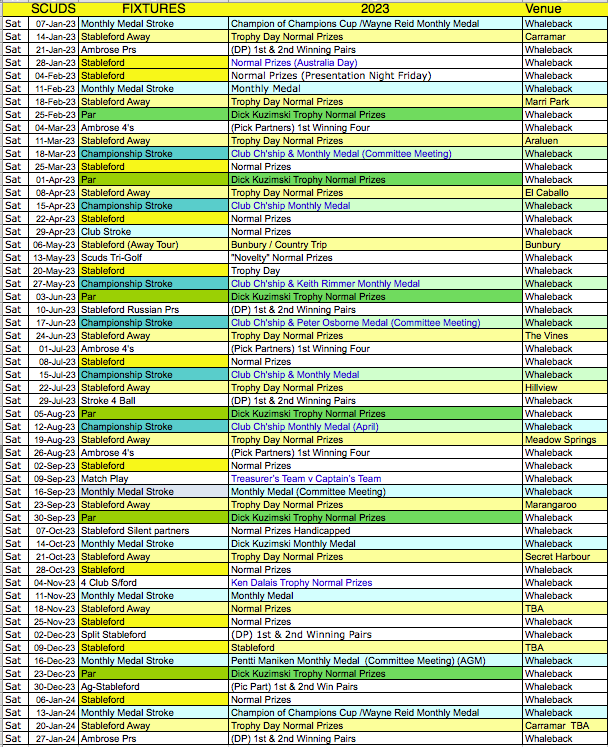 SCUDS FIXTURES 2023 Venue
Sat 07-Jan-23 Monthly Medal Stroke Champion of Champions Cup /Wayne Reid Monthly Medal Whaleback
Sat 14-Jan-23 Stableford Away Trophy Day Normal Prizes Carramar
Sat 21-Jan-23 Ambrose Prs (DP) 1st & 2nd Winning Pairs Whaleback
Sat 28-Jan-23 Stableford Normal Prizes (Australia Day) Whaleback
Sat 04-Feb-23 Stableford Normal Prizes (Presentation Night Friday) Whaleback
Sat 11-Feb-23 Monthly Medal Stroke Monthly Medal Whaleback
Sat 18-Feb-23 Stableford Away Trophy Day Normal Prizes Marri Park
Sat 25-Feb-23 Par Dick Kuzimski Trophy Normal Prizes Whaleback
Sat 04-Mar-23 Ambrose 4's (Pick Partners) 1st Winning Four Whaleback
Sat 11-Mar-23 Stableford Away Trophy Day Normal Prizes Araluen
Sat 18-Mar-23 Championship Stroke Club Ch'ship & Monthly Medal (Committee Meeting) Whaleback
Sat 25-Mar-23 Stableford Normal Prizes Whaleback
Sat 01-Apr-23 Par Dick Kuzimski Trophy Normal Prizes Whaleback
Sat 08-Apr-23 Stableford Away Trophy Day Normal Prizes El Caballo
Sat 15-Apr-23 Championship Stroke Club Ch'ship Monthly Medal Whaleback
Sat 22-Apr-23 Stableford Normal Prizes Whaleback
Sat 29-Apr-23 Club Stroke Normal Prizes Whaleback
Sat 06-May-23 Stableford (Away Tour) Bunbury / Country Trip Bunbury
Sat 13-May-23 Scuds Tri-Golf "Novelty" Normal Prizes Whaleback
Sat 20-May-23 Stableford Trophy Day Whaleback
Sat 27-May-23 Championship Stroke Club Ch'ship & Keith Rimmer Monthly Medal Whaleback
Sat 03-Jun-23 Par Dick Kuzimski Trophy Normal Prizes Whaleback
Sat 10-Jun-23 Stableford Russian Prs (DP) 1st & 2nd Winning Pairs Whaleback
Sat 17-Jun-23 Championship Stroke Club Ch'ship & Peter Osborne Medal (Committee Meeting) Whaleback
Sat 24-Jun-23 Stableford Away Trophy Day Normal Prizes The Vines
Sat 01-Jul-23 Ambrose 4's (Pick Partners) 1st Winning Four Whaleback
Sat 08-Jul-23 Stableford Normal Prizes Whaleback
Sat 15-Jul-23 Championship Stroke Club Ch'ship & Monthly Medal Whaleback
Sat 22-Jul-23 Stableford Away Trophy Day Normal Prizes Hillview
Sat 29-Jul-23 Stroke 4 Ball (DP) 1st & 2nd Winning Pairs Whaleback
Sat 05-Aug-23 Par Dick Kuzimski Trophy Normal Prizes Whaleback
Sat 12-Aug-23 Championship Stroke Club Ch'ship Monthly Medal (April) Whaleback
Sat 19-Aug-23 Stableford Away Trophy Day Normal Prizes Meadow Springs
Sat 26-Aug-23 Ambrose 4's (Pick Partners) 1st Winning Four Whaleback
Sat 02-Sep-23 Stableford Normal Prizes Whaleback
Sat 09-Sep-23 Match Play Treasurer's Team v Captain's Team Whaleback
Sat 16-Sep-23 Monthly Medal Stroke Monthly Medal (Committee Meeting) Whaleback
Sat 23-Sep-23 Stableford Away Trophy Day Normal Prizes Marangaroo
Sat 30-Sep-23 Par Dick Kuzimski Trophy Normal Prizes Whaleback
Sat 07-Oct-23 Stableford Silent partners Normal Prizes Handicapped Whaleback
Sat 14-Oct-23 Monthly Medal Stroke Dick Kuzimski Monthly Medal Whaleback
Sat 21-Oct-23 Stableford Away Trophy Day Normal Prizes Secret Harbour
Sat 28-Oct-23 Stableford Normal Prizes Whaleback
Sat 04-Nov-23 4 Club S/ford Ken Dalais Trophy Normal Prizes Whaleback
Sat 11-Nov-23 Monthly Medal Stroke Monthly Medal Whaleback
Sat 18-Nov-23 Stableford Away Normal Prizes TBA
Sat 25-Nov-23 Stableford Normal Prizes Whaleback
Sat 02-Dec-23 Split Stableford (DP) 1st & 2nd Winning Pairs Whaleback
Sat 09-Dec-23 Stableford Stableford TBA
Sat 16-Dec-23 Monthly Medal Stroke Pentti Maniken Monthly Medal (Committee Meeting) (AGM) Whaleback
Sat 23-Dec-23 Par Dick Kuzimski Trophy Normal Prizes Whaleback
Sat 30-Dec-23 Ag-Stableford (Pic Part) 1st & 2nd Win Pairs Whaleback
Sat 06-Jan-24 Stableford Normal Prizes Whaleback
Sat 13-Jan-24 Monthly Medal Stroke Champion of Champions Cup /Wayne Reid Monthly Medal Whaleback
Sat 20-Jan-24 Stableford Away Trophy Day Normal Prizes Carramar TBA
Sat 27-Jan-24 Ambrose Prs (DP) 1st & 2nd Winning Pairs Whaleback